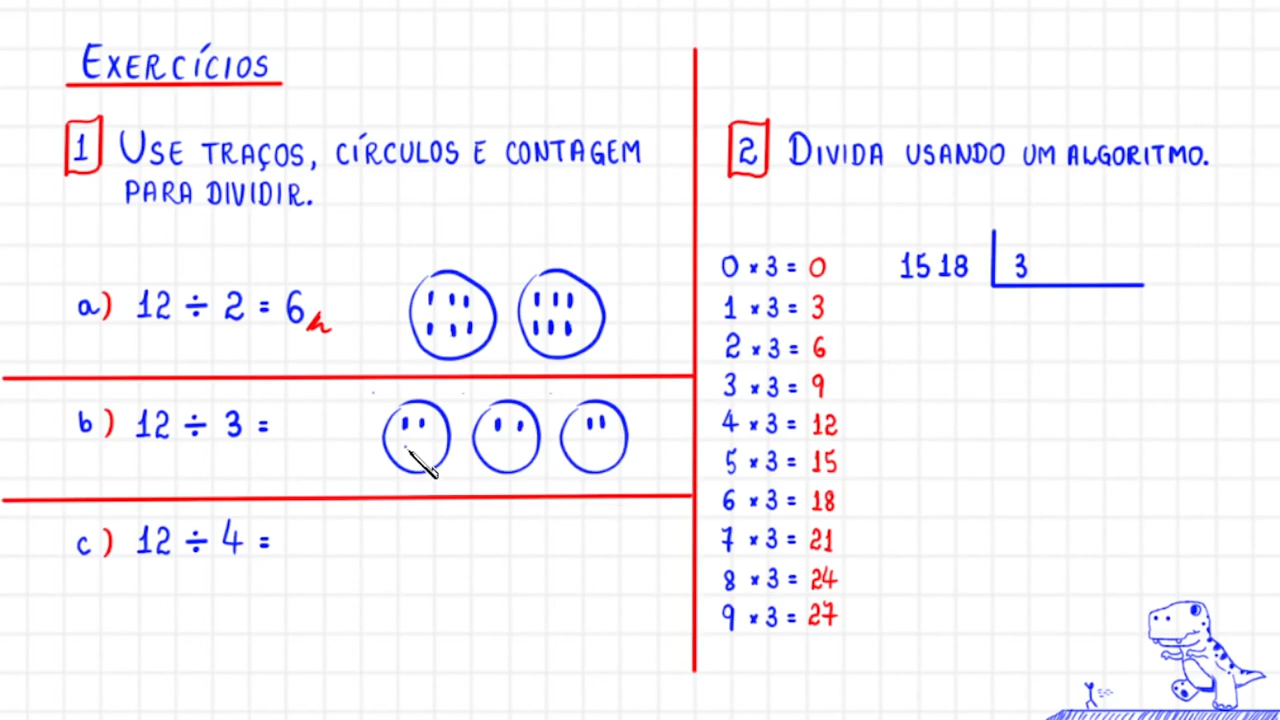 EXERCÍCIOS
1 USE TRAÇOS, CÍRCULOS E CONTAGEM
PARA DIVIDIR.
a) 12 ÷ 2 = 6
b) 12 ÷ 3 =
c) 12 ÷ 4 =
2 DIVIDA USANDO UM ALGORITMO.
1518 3
0 × 3 = 0
1 × 3 = 3
2 × 3 = 6
3 × 3 = 9
4 × 3 = 12
5 × 3 = 15
6 × 3 = 18
7 × 3 = 21
8 × 3 = 24
9 × 3 = 27